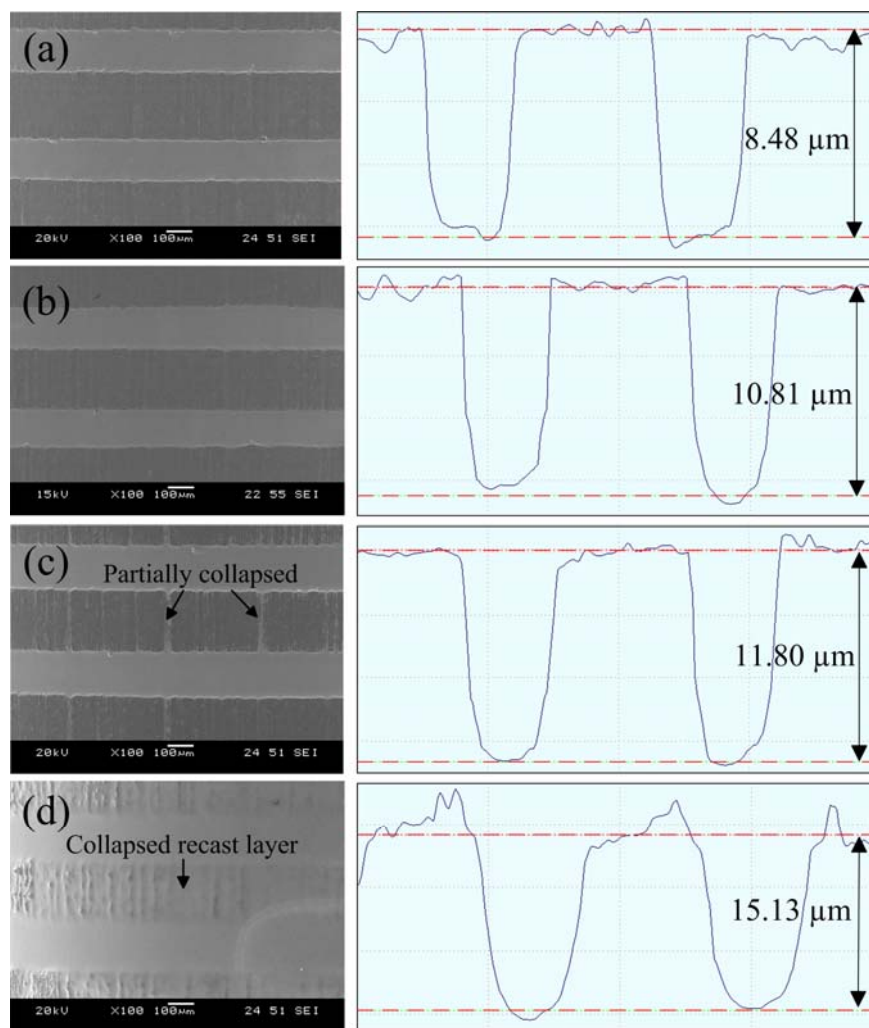 (a)
8.48 µm
20kV X100 100µm 24 51 SEI
(b)
10.81 µm
15kV X100 100µm 22 55 SEI
(c)
Partially collapsed
11.80 µm
20kV X100 100µm 24 51 SEI
(d)
Collapsed recast layer
15.13 µm
20kV X100 100µm 24 51 SEI